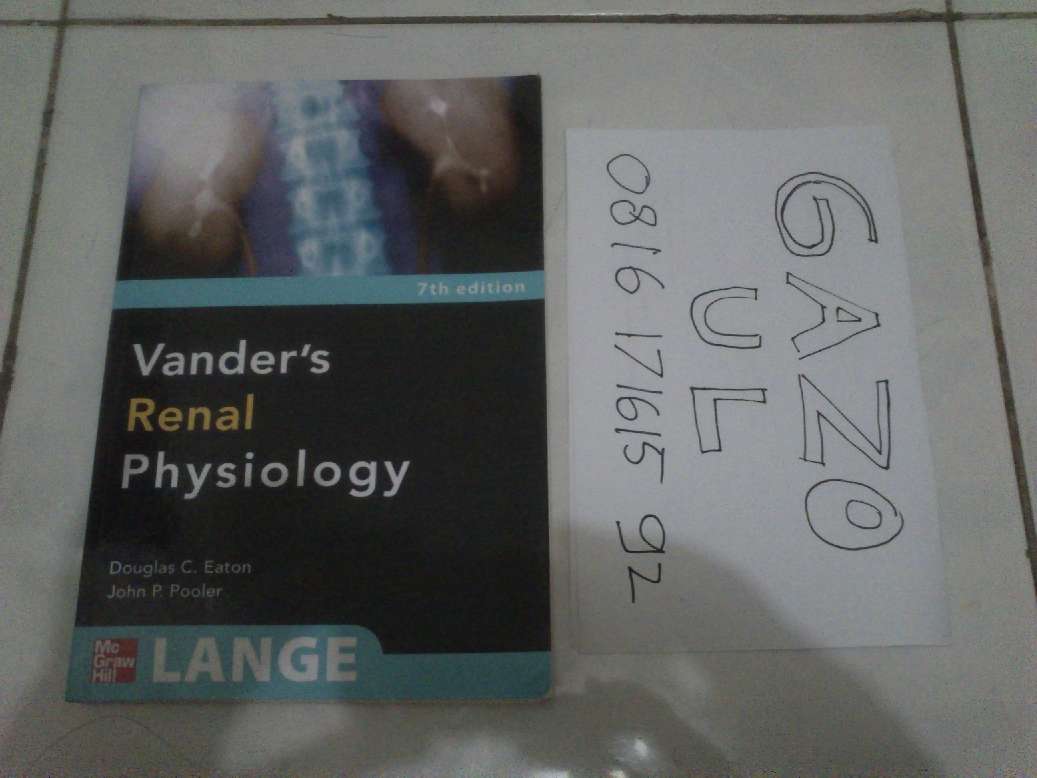 7th edition
Vander's
Renal
Physiology
Douglas C. Eaton
John P. Pooler
Mc
Graw
Hill
LANGE
GAZO
UL
0816 171615 92